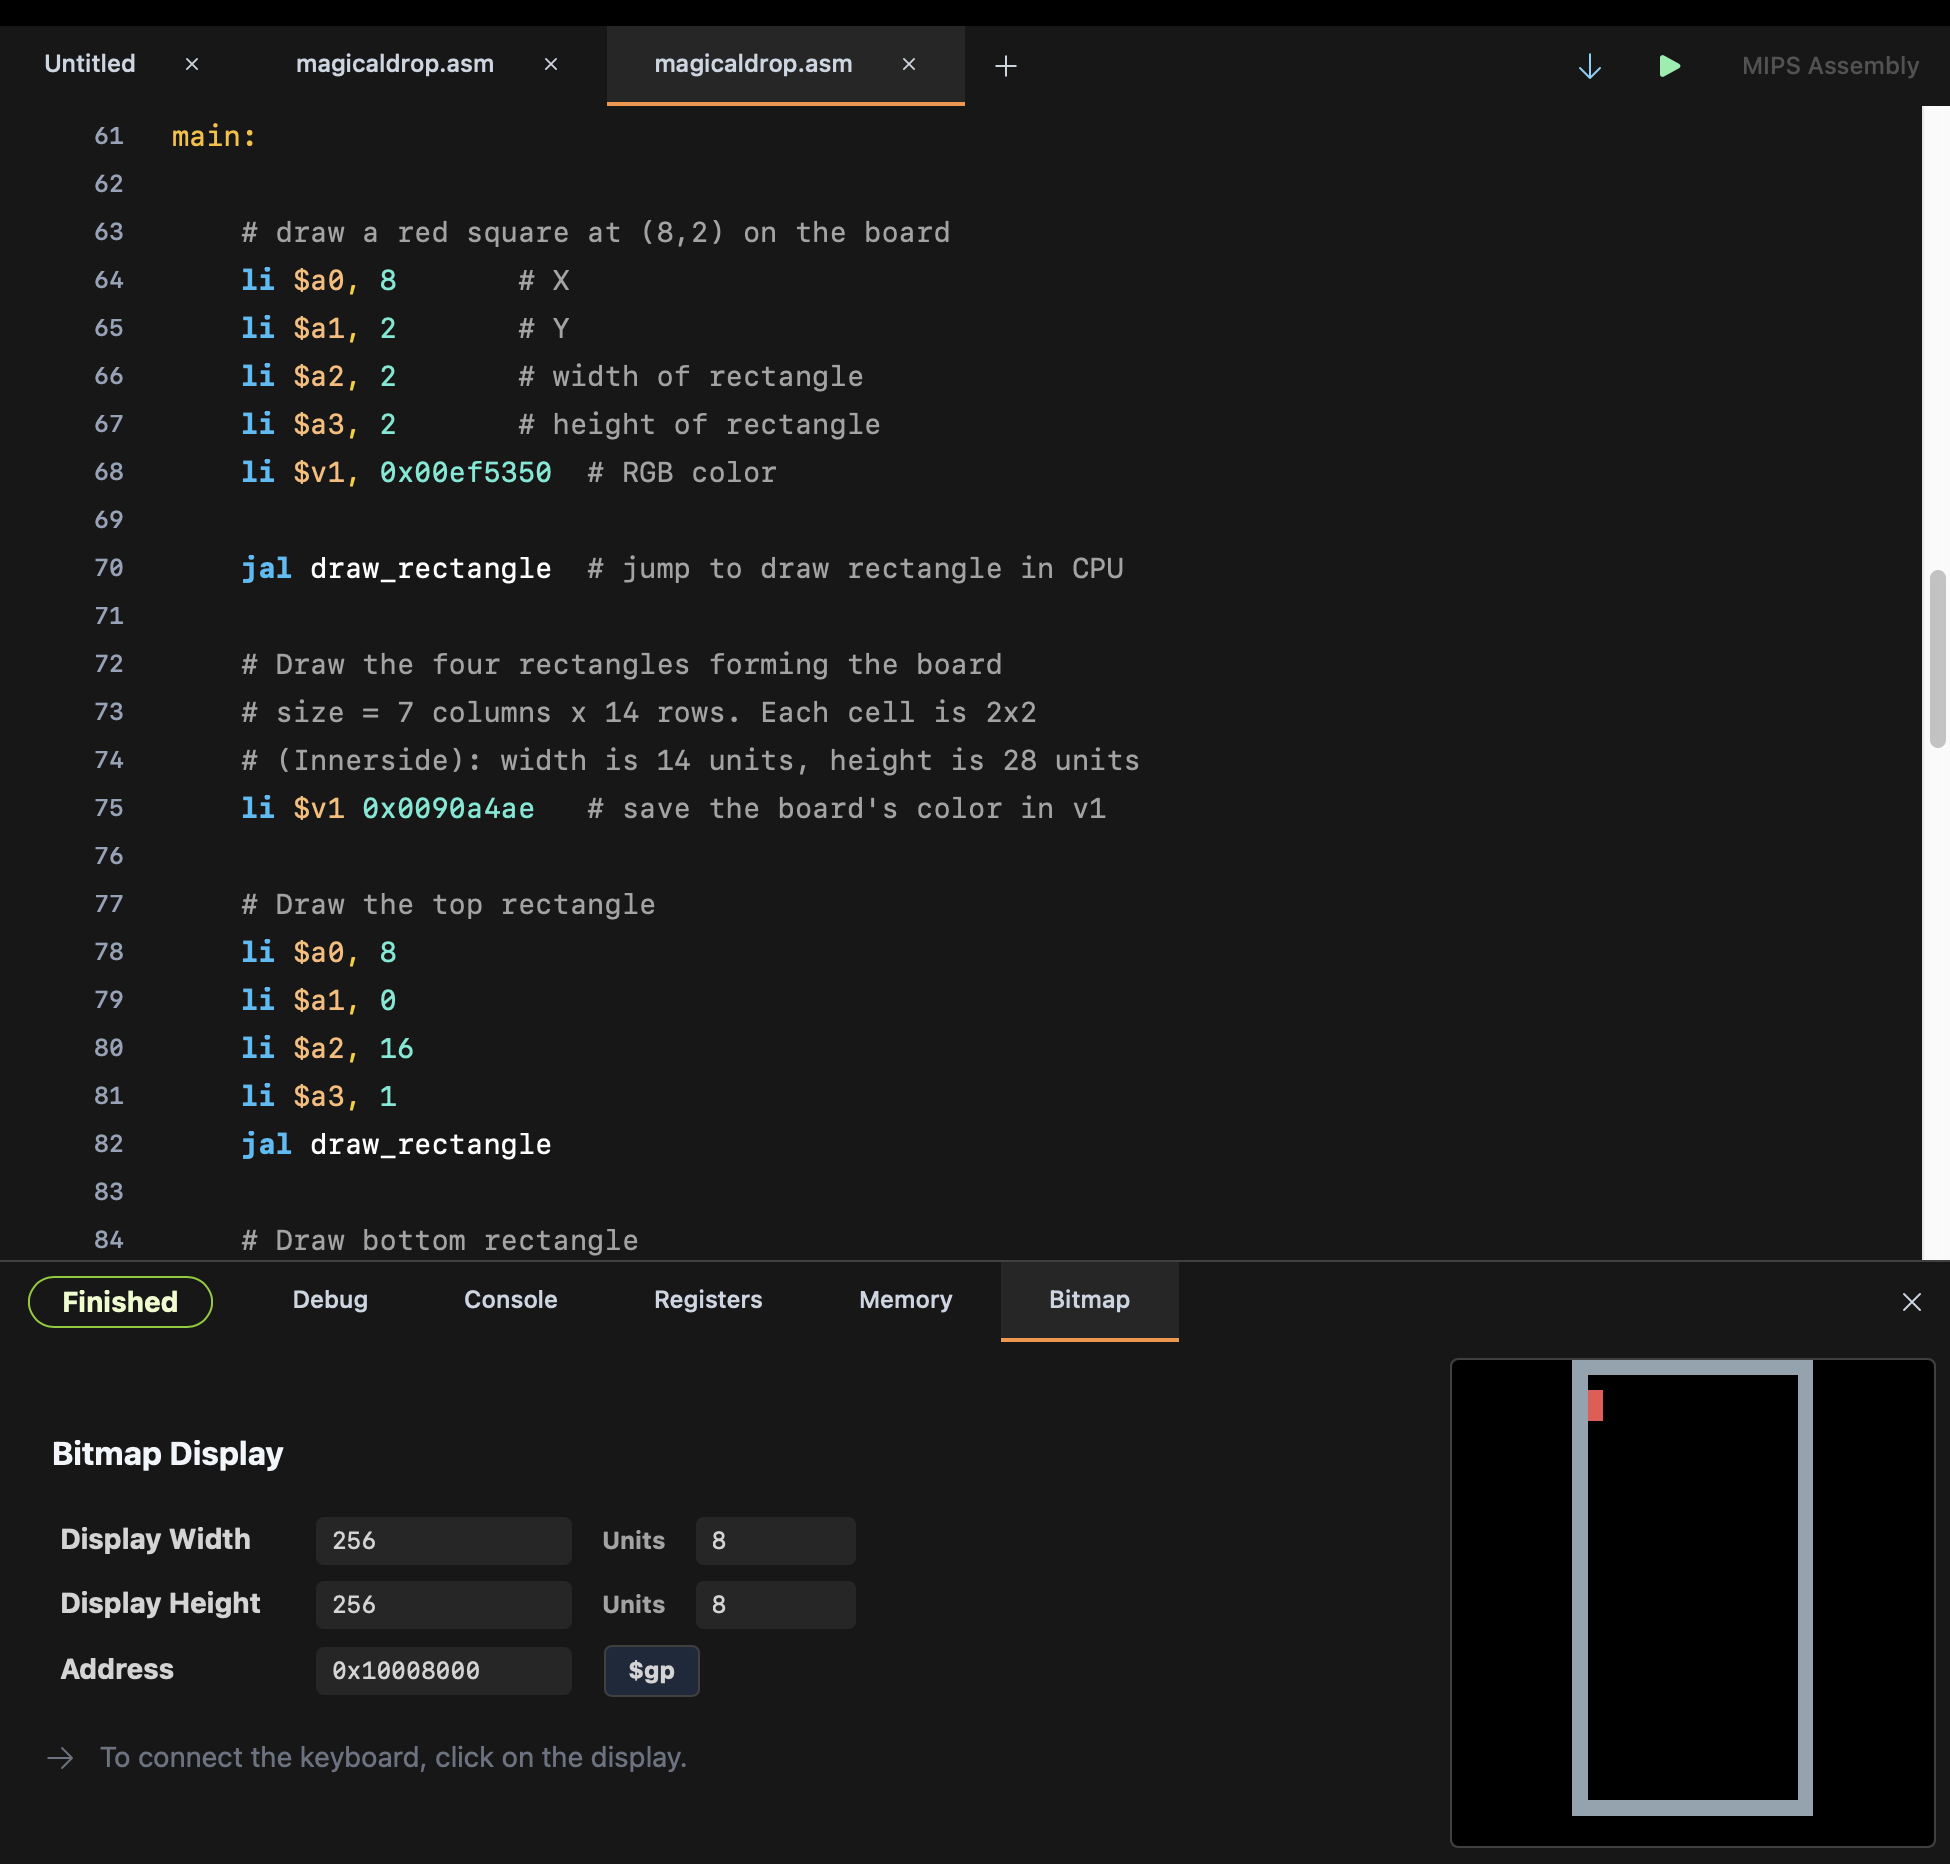 Untitled × magicaldrop.asm × magicaldrop.asm × + MIPS Assembly
61 main:
62
63 # draw a red square at (8,2) on the board
64 li $a0, 8 # X
65 li $a1, 2 # Y
66 li $a2, 2 # width of rectangle
67 li $a3, 2 # height of rectangle
68 li $v1, 0x00ef5350 # RGB color
69
70 jal draw_rectangle # jump to draw rectangle in CPU
71
72 # Draw the four rectangles forming the board
73 # size = 7 columns x 14 rows. Each cell is 2x2
74 # (Innerside): width is 14 units, height is 28 units
75 li $v1 0x0090a4ae # save the board's color in v1
76
77 # Draw the top rectangle
78 li $a0, 8
79 li $a1, 0
80 li $a2, 16
81 li $a3, 1
82 jal draw_rectangle
83
84 # Draw bottom rectangle
Finished Debug Console Registers Memory Bitmap ×
Bitmap Display
Display Width 256 Units 8
Display Height 256 Units 8
Address 0x10008000 $gp
→ To connect the keyboard, click on the display.